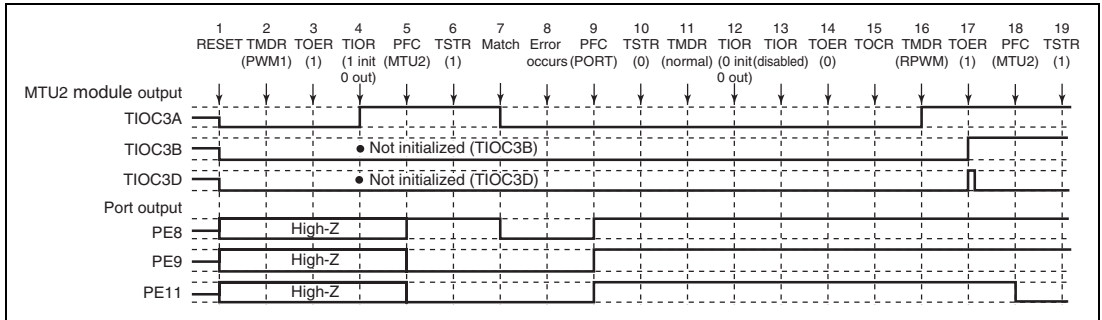 1 2 3 4 5 6 7 8 9 10 11 12 13 14 15 16 17 18 19
RESET TMDR TOER TIOR PFC TSTR Match Error PFC TSTR TMDR TIOR TIOR TOER TOCR TMDR TOER PFC TSTR
(PWM1) (1) (1 init (MTU2) (1) occurs (PORT) (0) (normal) (0 init (disabled) (0) (RPWM) (1) (MTU2) (1)
0 out) 0 out)
MTU2 module output
TIOC3A
TIOC3B • Not initialized (TIOC3B)
TIOC3D • Not initialized (TIOC3D)
Port output
PE8 High-Z
PE9 High-Z
PE11 High-Z